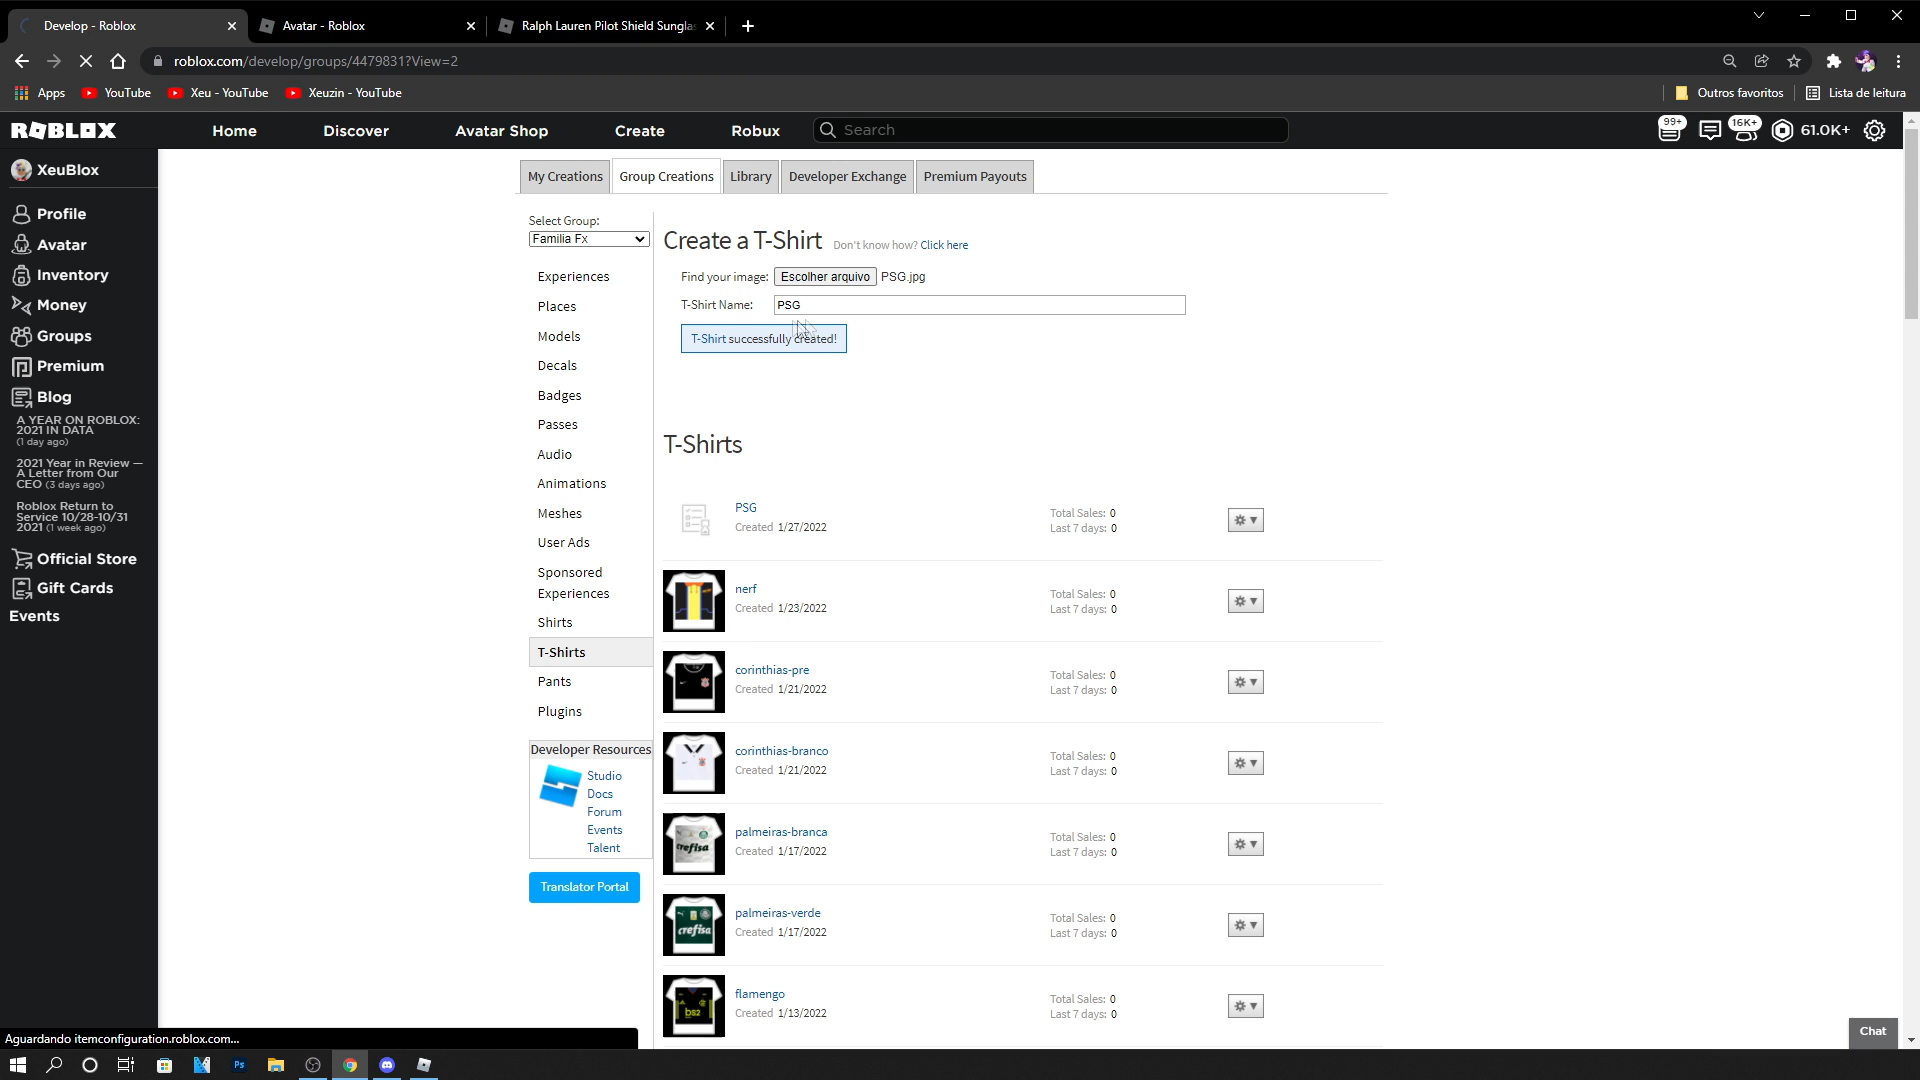 Develop - Roblox
Avatar - Roblox
Ralph Lauren Pilot Shield Sungla
roblox.com/develop/groups/4479831?View=2
Apps
YouTube
Xeu - YouTube
Xeuzin - YouTube
Outros favoritos
Lista de leitura
ROBLOX
Home
Discover
Avatar Shop
Create
Robux
Search
99+
16K+
61.0K+
XeuBlox
Profile
Avatar
Inventory
Money
Groups
Premium
Blog
A YEAR ON ROBLOX:
2021 IN DATA
(1 day ago)
2021 Year in Review —
A Letter from Our
CEO (3 days ago)
Roblox Return to
Service 10/28-10/31
2021 (1 week ago)
Official Store
Gift Cards
Events
My Creations
Group Creations
Library
Developer Exchange
Premium Payouts
Select Group:
Familia Fx
Experiences
Places
Models
Decals
Badges
Passes
Audio
Animations
Meshes
User Ads
Sponsored
Experiences
Shirts
T-Shirts
Pants
Plugins
Developer Resources
Studio
Docs
Forum
Events
Talent
Translator Portal
Create a T-Shirt Don't know how? Click here
Find your image: Escolher arquivo PSG.jpg
T-Shirt Name: PSG
T-Shirt successfully created!
T-Shirts
PSG
Created 1/27/2022
Total Sales: 0
Last 7 days: 0
nerf
Created 1/23/2022
Total Sales: 0
Last 7 days: 0
corinthias-pre
Created 1/21/2022
Total Sales: 0
Last 7 days: 0
corinthias-branco
Created 1/21/2022
Total Sales: 0
Last 7 days: 0
crefisa
palmeiras-branca
Created 1/17/2022
Total Sales: 0
Last 7 days: 0
crefisa
palmeiras-verde
Created 1/17/2022
Total Sales: 0
Last 7 days: 0
bs2
flamengo
Created 1/13/2022
Total Sales: 0
Last 7 days: 0
Chat
Aguardando itemconfiguration.roblox.com...
Ps